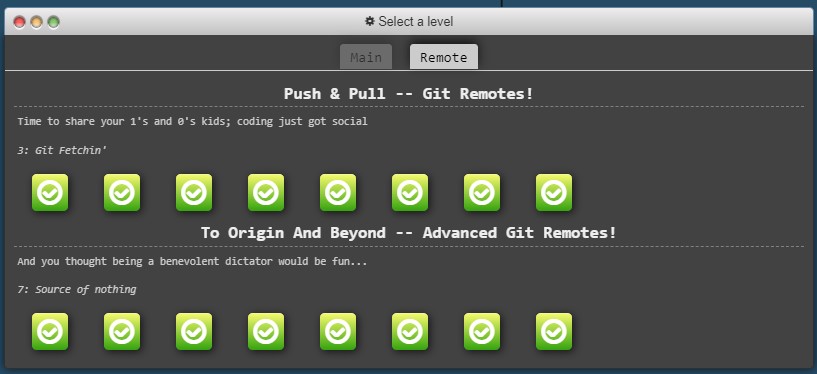 Select a level
Main Remote
Push & Pull -- Git Remotes!
Time to share your 1's and 0's kids; coding just got social
3: Git Fetchin'
To Origin And Beyond -- Advanced Git Remotes!
And you thought being a benevolent dictator would be fun...
7: Source of nothing